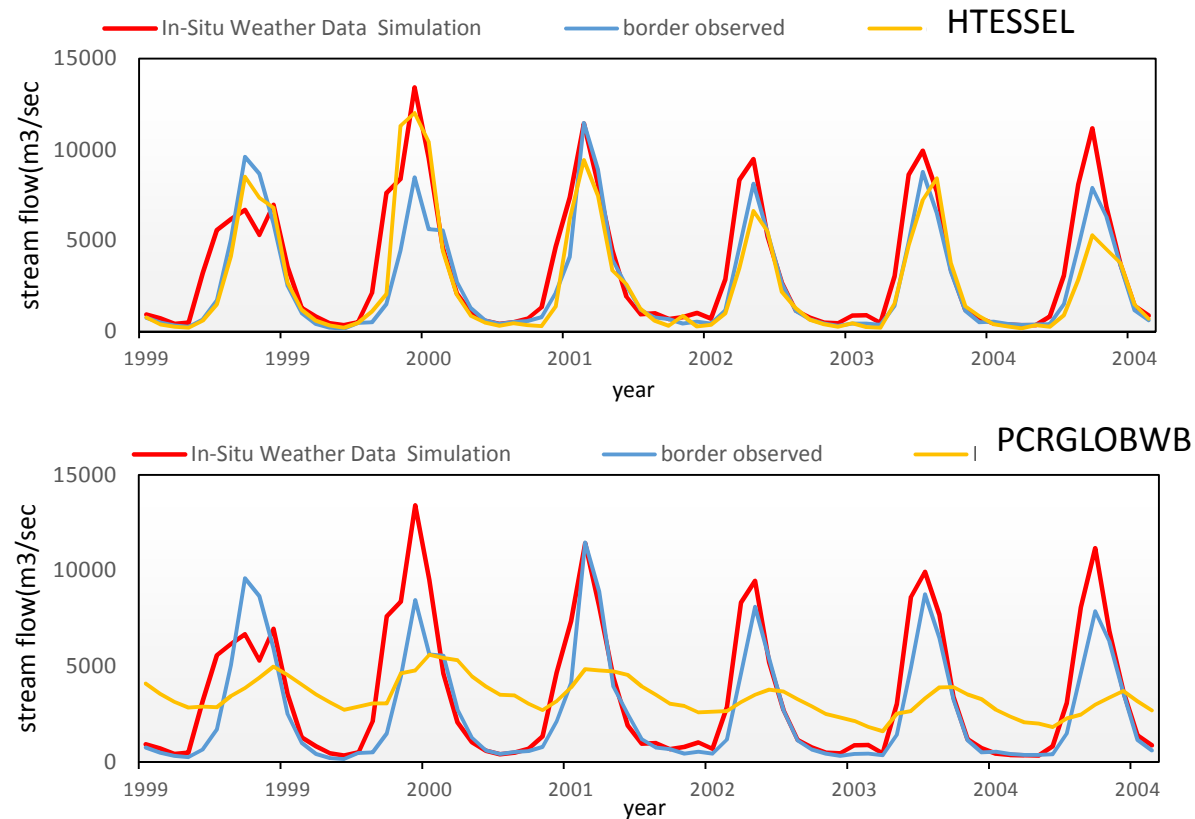 In-Situ Weather Data  Simulation border observed HTESSEL
15000
10000
5000
0
stream flow(m3/sec
1999 1999 2000 2001 2002 2003 2004 2004
year
In-Situ Weather Data  Simulation border observed PCRGLOBWB
15000
10000
5000
0
stream flow(m3/sec
1999 1999 2000 2001 2002 2003 2004 2004
year